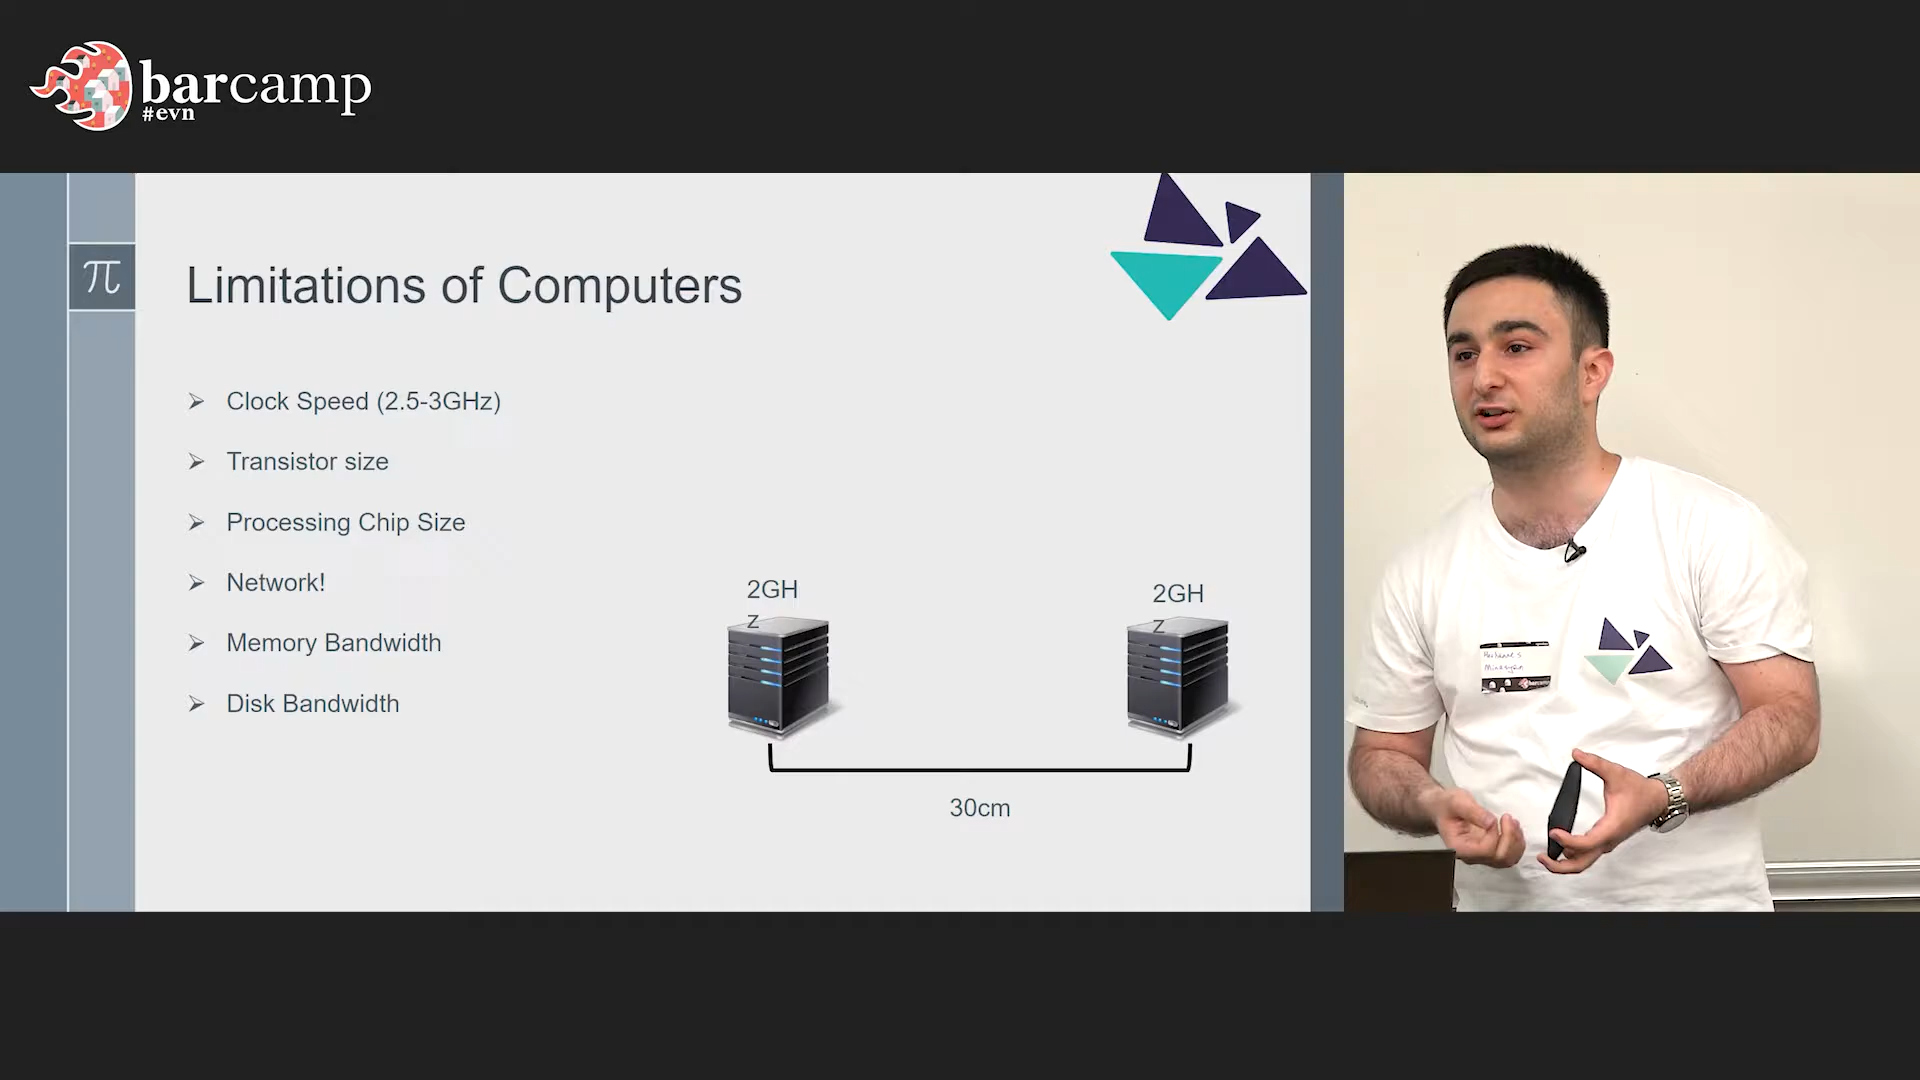 barcamp
#evn
π
Limitations of Computers
➢ Clock Speed (2.5-3GHz)
➢ Transistor size
➢ Processing Chip Size
➢ Network!
➢ Memory Bandwidth
➢ Disk Bandwidth
2GH
z
2GH
z
30cm
barcamp